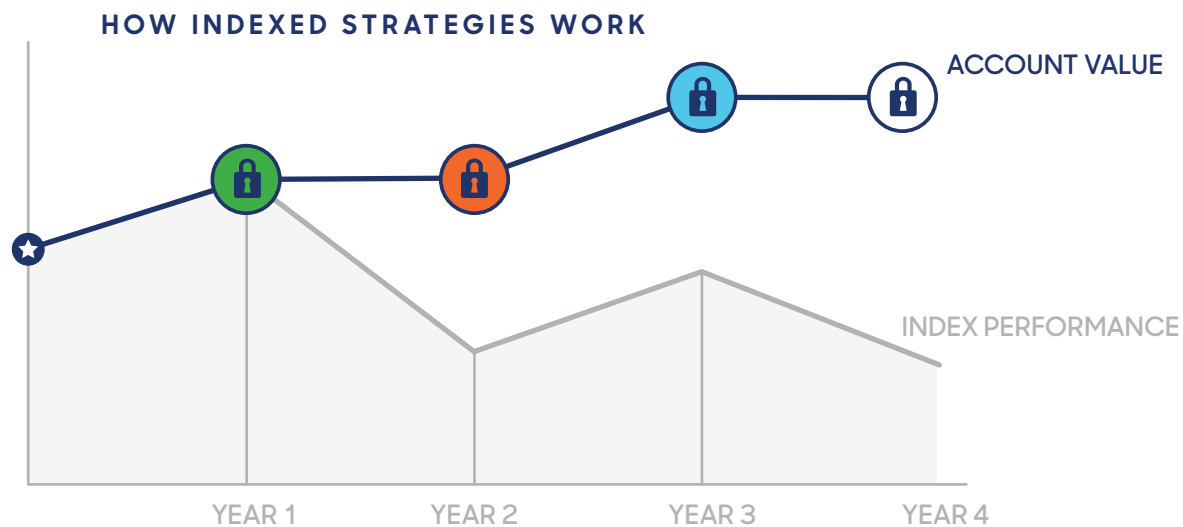 HOW INDEXED STRATEGIES WORK
ACCOUNT VALUE
INDEX PERFORMANCE
YEAR 1
YEAR 2
YEAR 3
YEAR 4